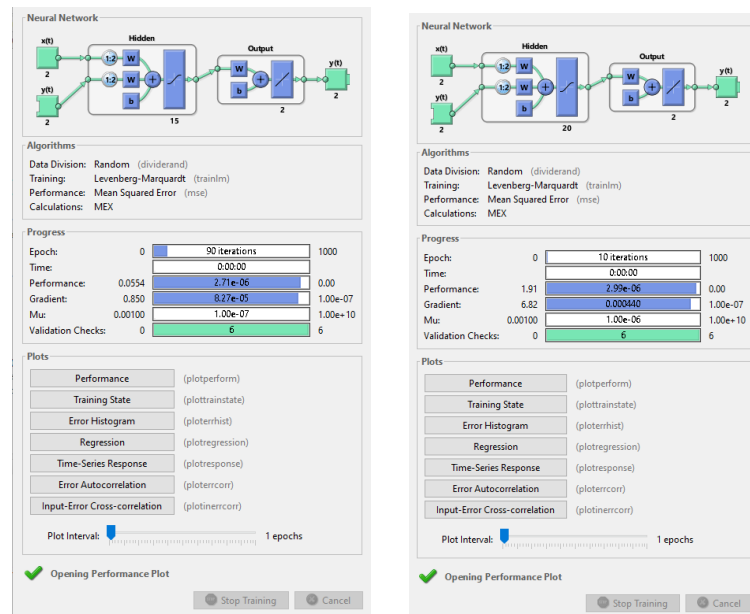 Neural Network
x(t)
2
y(t)
2
Hidden
1:2
W
1:2
W
b
+
15
Output
W
b
+
2
y(t)
2
Algorithms
Data Division: Random (dividerand)
Training: Levenberg-Marquardt (trainlm)
Performance: Mean Squared Error (mse)
Calculations: MEX
Progress
Epoch: 0 90 iterations 1000
Time: 0:00:00
Performance: 0.0554 2.71e-06 0.00
Gradient: 0.850 8.27e-05 1.00e-07
Mu: 0.00100 1.00e-07 1.00e+10
Validation Checks: 0 6 6
Plots
Performance (plotperform)
Training State (plottrainstate)
Error Histogram (ploterrhist)
Regression (plotregression)
Time-Series Response (plotresponse)
Error Autocorrelation (ploterrcorr)
Input-Error Cross-correlation (plotinerrcorr)
Plot Interval: 1 epochs
Opening Performance Plot
Stop Training Cancel
Neural Network
x(t)
2
y(t)
2
Hidden
1:2
W
1:2
W
b
+
20
Output
W
b
+
2
y(t)
2
Algorithms
Data Division: Random (dividerand)
Training: Levenberg-Marquardt (trainlm)
Performance: Mean Squared Error (mse)
Calculations: MEX
Progress
Epoch: 0 10 iterations 1000
Time: 0:00:00
Performance: 1.91 2.99e-06 0.00
Gradient: 6.82 0.000440 1.00e-07
Mu: 0.00100 1.00e-06 1.00e+10
Validation Checks: 0 6 6
Plots
Performance (plotperform)
Training State (plottrainstate)
Error Histogram (ploterrhist)
Regression (plotregression)
Time-Series Response (plotresponse)
Error Autocorrelation (ploterrcorr)
Input-Error Cross-correlation (plotinerrcorr)
Plot Interval: 1 epochs
Opening Performance Plot
Stop Training Cancel